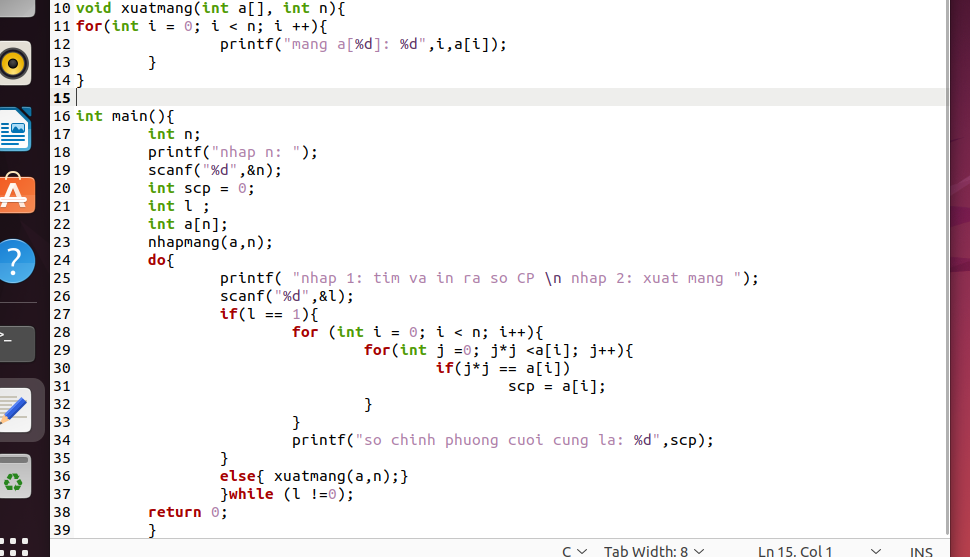 10 void xuatmang(int a[], int n){
11 for(int i = 0; i < n; i ++){
12 printf("mang a[%d]: %d",i,a[i]);
13 }
14 }
15
16 int main(){
17 int n;
18 printf("nhap n: ");
19 scanf("%d",&n);
20 int scp = 0;
21 int l ;
22 int a[n];
23 nhapmang(a,n);
24 do{
25 printf( "nhap 1: tim va in ra so CP \n nhap 2: xuat mang ");
26 scanf("%d",&l);
27 if(l == 1){
28 for (int i = 0; i < n; i++){
29 for(int j =0; j*j <a[i]; j++){
30 if(j*j == a[i])
31 scp = a[i];
32 }
33 }
34 printf("so chinh phuong cuoi cung la: %d",scp);
35 }
36 else{ xuatmang(a,n);}
37 }while (l !=0);
38 return 0;
39 }
C Tab Width: 8 Ln 15, Col 1 INS